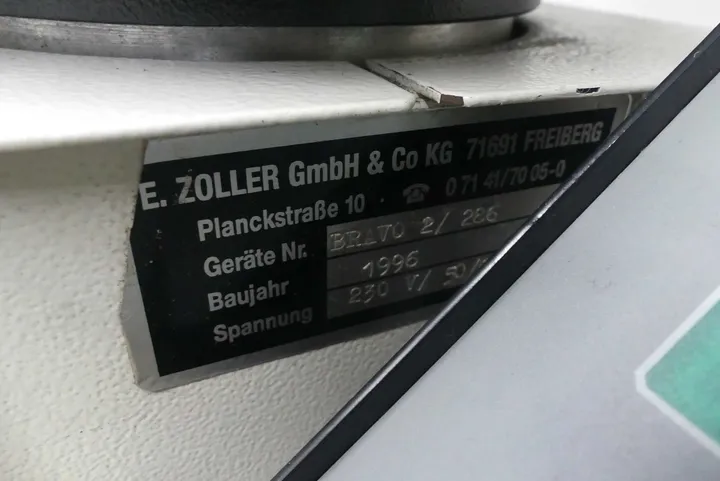 E. ZOLLER GmbH & Co KG 71691 FREIBERG
Planckstraße 10 · ☎ 0 71 41/70 05-0
Geräte Nr. BRAVO 2/ 286
Baujahr 1996
Spannung 230 V/ 50/